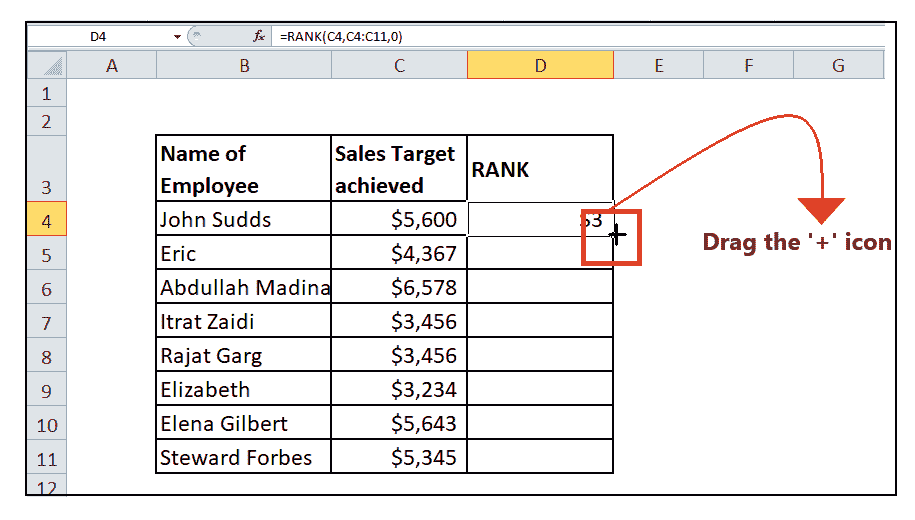 D4 fx =RANK(C4,C4:C11,0)
A B C D E F G
1
2
3 Name of Employee Sales Target achieved RANK
4 John Sudds $5,600 $3
5 Eric $4,367
6 Abdullah Madina $6,578
7 Itrat Zaidi $3,456
8 Rajat Garg $3,456
9 Elizabeth $3,234
10 Elena Gilbert $5,643
11 Steward Forbes $5,345
12
Drag the '+' icon